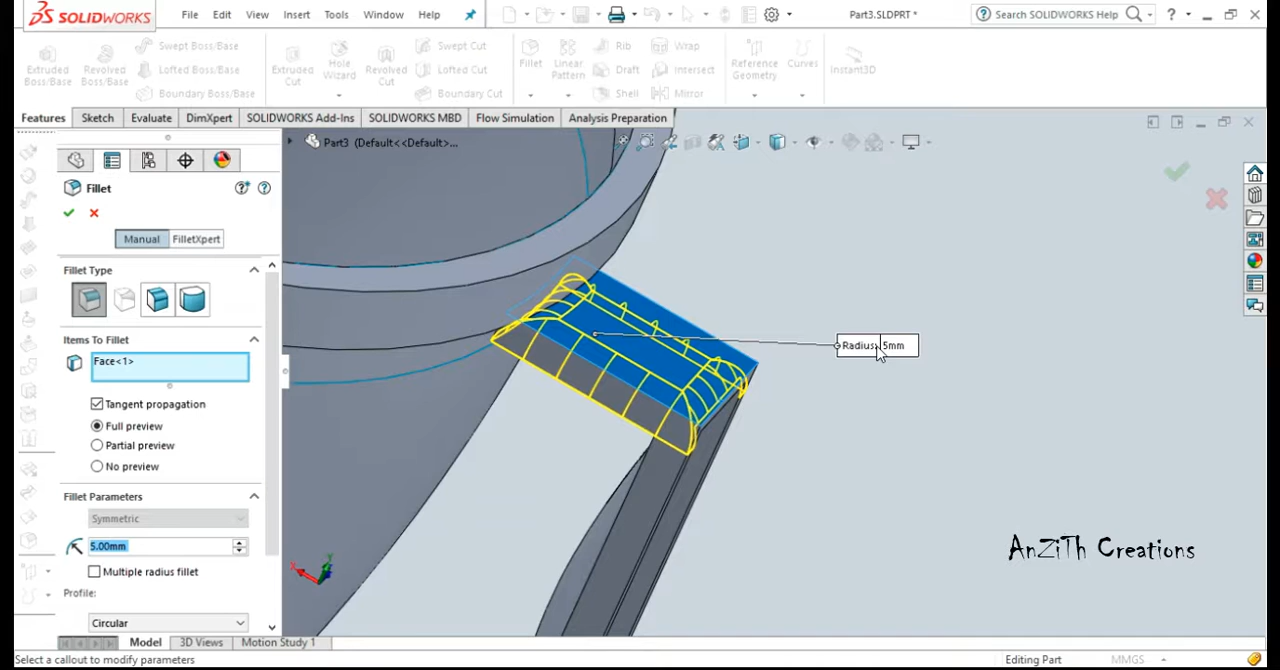 SOLIDWORKS File Edit View Insert Tools Window Help Part3.SLDPRT * Search SOLIDWORKS Help ?
Extruded Boss/Base
Revolved Boss/Base
Swept Boss/Base
Lofted Boss/Base
Boundary Boss/Base
Extruded Cut
Hole Wizard
Revolved Cut
Swept Cut
Lofted Cut
Boundary Cut
Fillet
Linear Pattern
Rib
Draft
Shell
Wrap
Intersect
Mirror
Reference Geometry
Curves
Instant3D
Features Sketch Evaluate DimXpert SOLIDWORKS Add-Ins SOLIDWORKS MBD Flow Simulation Analysis Preparation
Part3 (Default<<Default>...
Fillet
Manual FilletXpert
Fillet Type
Items To Fillet
Face<1>
Tangent propagation
Full preview
Partial preview
No preview
Fillet Parameters
Symmetric
5.00mm
Multiple radius fillet
Profile:
Circular
Radius: 5mm
AnZiTh Creations
Model 3D Views Motion Study 1
Select a callout to modify parameters Editing Part MMGS